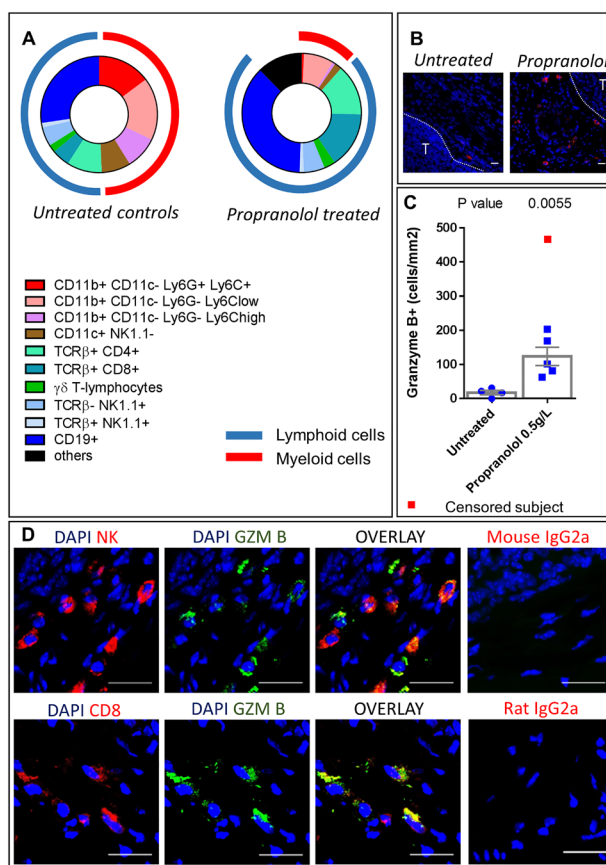 A
Untreated controls
Propranolol treated
CD11b+ CD11c- Ly6G+ Ly6C+
CD11b+ CD11c- Ly6G- Ly6Clow
CD11b+ CD11c- Ly6G- Ly6Chigh
CD11c+ NK1.1-
TCRβ+ CD4+
TCRβ+ CD8+
γδ T-lymphocytes
TCRβ- NK1.1+
TCRβ+ NK1.1+
CD19+
others
Lymphoid cells
Myeloid cells
B
Untreated
Propranolol
T
T
C
P value 0.0055
Granzyme B+ (cells/mm2)
500
400
300
200
100
0
Untreated
Propranolol 0.5g/L
Censored subject
D
DAPI NK
DAPI GZM B
OVERLAY
Mouse IgG2a
DAPI CD8
DAPI GZM B
OVERLAY
Rat IgG2a